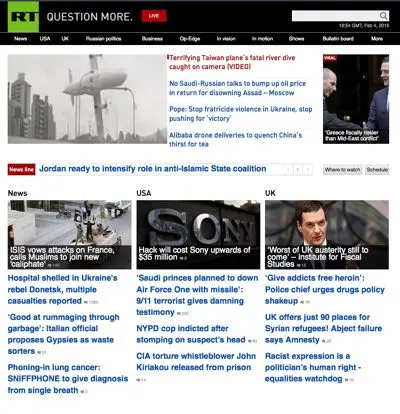 RT
QUESTION MORE.
LIVE
18:54 GMT, Feb 4, 2015
News
USA
UK
Russian politics
Business
Op-Edge
In vision
In motion
Shows
Bulletin board
More
Terrifying Taiwan plane's fatal river dive
caught on camera [VIDEO]
No Saudi-Russian talks to bump up oil price
in return for disowning Assad – Moscow
Pope: Stop fratricide violence in Ukraine, stop
pushing for 'victory'
Alibaba drone deliveries to quench China's
thirst for tea
VIRAL
'Greece fiscally riskier
than Mid-East conflict'
News line
Jordan ready to intensify role in anti-Islamic State coalition
Where to watch
Schedule
News
ISIS vows attacks on France,
calls Muslims to join new
'caliphate'
Hospital shelled in Ukraine's
rebel Donetsk, multiple
casualties reported
'Good at rummaging through
garbage': Italian official
proposes Gypsies as waste
sorters
Phoning-in lung cancer:
SNIFFPHONE to give diagnosis
from single breath
USA
SONY
Hack will cost Sony upwards of
$35 million
'Saudi princes planned to down
Air Force One with missile':
9/11 terrorist gives damning
testimony
NYPD cop indicted after
stomping on suspect's head
CIA torture whistleblower John
Kiriakou released from prison
UK
'Worst of UK austerity still to
come' – Institute for Fiscal
Studies
'Give addicts free heroin':
Police chief urges drugs policy
shakeup
UK offers just 90 places for
Syrian refugees! Abject failure
says Amnesty
Racist expression is a
politician's human right -
equalities watchdog